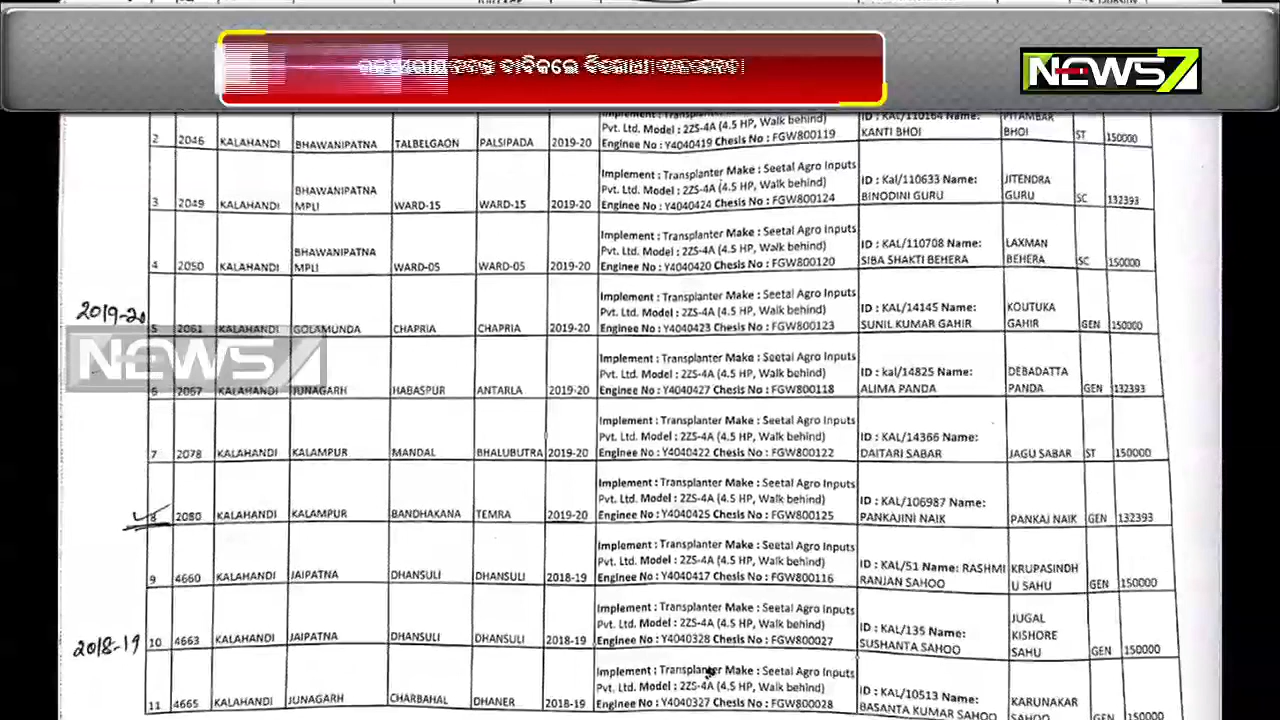 ତଦନ୍ତ ଦାବିକଲେ ବିରୋଧୀ
NEWS7
Implement : Transplanter Make : Seetal Agro Inputs
2 2046 KALAHANDI BHAWANIPATNA TALBELGAON PALSIPADA 2019-20 Pvt. Ltd. Model : 2ZS-4A (4.5 HP, Walk behind) Enginee No : Y4040419 Chesis No : FGW800119 ID : KAL/110164 Name: KANTI BHOI PITAMBAR BHOI ST 150000
3 2049 KALAHANDI BHAWANIPATNA MPLI WARD-15 WARD-15 2019-20 Implement : Transplanter Make : Seetal Agro Inputs Pvt. Ltd. Model : 2ZS-4A (4.5 HP, Walk behind) Enginee No : Y4040424 Chesis No : FGW800124 ID : Kal/110633 Name: BINODINI GURU JITENDRA GURU SC 132393
4 2050 KALAHANDI BHAWANIPATNA MPLI WARD-05 WARD-05 2019-20 Implement : Transplanter Make : Seetal Agro Inputs Pvt. Ltd. Model : 2ZS-4A (4.5 HP, Walk behind) Enginee No : Y4040420 Chesis No : FGW800120 ID : KAL/110708 Name: SIBA SHAKTI BEHERA LAXMAN BEHERA SC 150000
2019-20
5 2061 KALAHANDI GOLAMUNDA CHAPRIA CHAPRIA 2019-20 Implement : Transplanter Make : Seetal Agro Inputs Pvt. Ltd. Model : 2ZS-4A (4.5 HP, Walk behind) Enginee No : Y4040423 Chesis No : FGW800123 ID : KAL/14145 Name: SUNIL KUMAR GAHIR KOUTUKA GAHIR GEN 150000
NEWS7
6 2067 KALAHANDI JUNAGARH HABASPUR ANTARLA 2019-20 Implement : Transplanter Make : Seetal Agro Inputs Pvt. Ltd. Model : 2ZS-4A (4.5 HP, Walk behind) Enginee No : Y4040427 Chesis No : FGW800118 ID : kal/14825 Name: ALIMA PANDA DEBADATTA PANDA GEN 132393
7 2078 KALAHANDI KALAMPUR MANDAL BHALUBUTRA 2019-20 Implement : Transplanter Make : Seetal Agro Inputs Pvt. Ltd. Model : 2ZS-4A (4.5 HP, Walk behind) Enginee No : Y4040422 Chesis No : FGW800122 ID : KAL/14366 Name: DAITARI SABAR JAGU SABAR ST 150000
8 2080 KALAHANDI KALAMPUR BANDHAKANA TEMRA 2019-20 Implement : Transplanter Make : Seetal Agro Inputs Pvt. Ltd. Model : 2ZS-4A (4.5 HP, Walk behind) Enginee No : Y4040425 Chesis No : FGW800125 ID : KAL/106987 Name: PANKAJINI NAIK PANKAJ NAIK GEN 132393
9 4660 KALAHANDI JAIPATNA DHANSULI DHANSULI 2018-19 Implement : Transplanter Make : Seetal Agro Inputs Pvt. Ltd. Model : 2ZS-4A (4.5 HP, Walk behind) Enginee No : Y4040417 Chesis No : FGW800116 ID : KAL/51 Name: RASHMI RANJAN SAHOO KRUPASINDH U SAHU GEN 150000
2018-19
10 4663 KALAHANDI JAIPATNA DHANSULI DHANSULI 2018-19 Implement : Transplanter Make : Seetal Agro Inputs Pvt. Ltd. Model : 2ZS-4A (4.5 HP, Walk behind) Enginee No : Y4040328 Chesis No : FGW800027 ID : KAL/135 Name: SUSHANTA SAHOO JUGAL KISHORE SAHU GEN 150000
11 4665 KALAHANDI JUNAGARH CHARBAHAL DHANER 2018-19 Implement : Transplanter Make : Seetal Agro Inputs Pvt. Ltd. Model : 2ZS-4A (4.5 HP, Walk behind) Enginee No : Y4040327 Chesis No : FGW800028 ID : KAL/10513 Name: BASANTA KUMAR SAHOO KARUNAKAR SAHOO GEN 150000